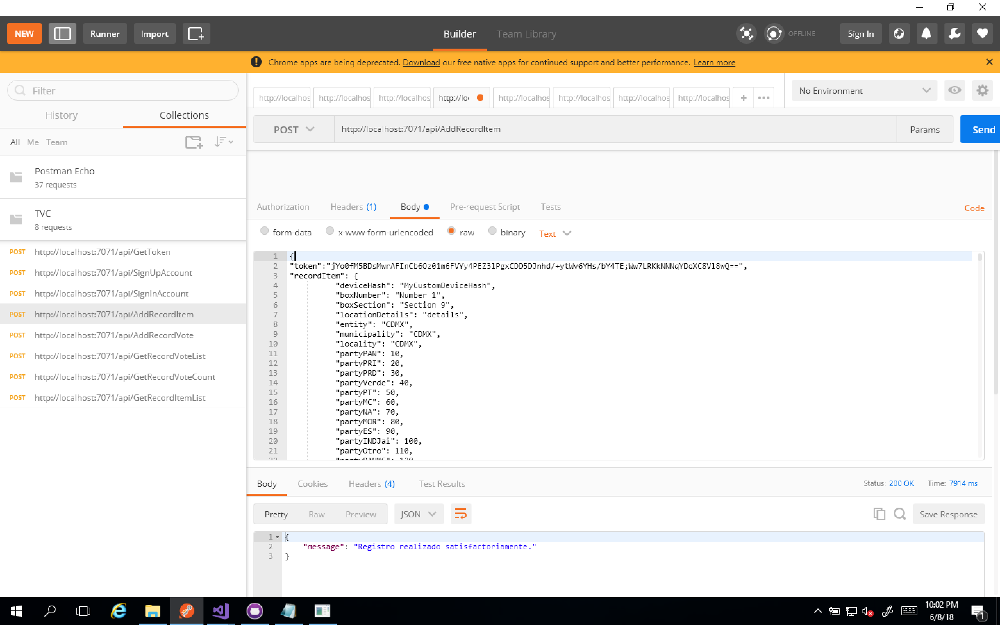 NEW
Runner
Import
Builder
Team Library
OFFLINE
Sign In
Chrome apps are being deprecated. Download our free native apps for continued support and better performance. Learn more
Filter
History
Collections
All
Me
Team
Postman Echo
37 requests
TVC
8 requests
POST http://localhost:7071/api/GetToken
POST http://localhost:7071/api/SignUpAccount
POST http://localhost:7071/api/SignInAccount
POST http://localhost:7071/api/AddRecordItem
POST http://localhost:7071/api/AddRecordVote
POST http://localhost:7071/api/GetRecordVoteList
POST http://localhost:7071/api/GetRecordVoteCount
POST http://localhost:7071/api/GetRecordItemList
http://localhos
http://localhos
http://localhos
http://lo
http://localhos
http://localhos
http://localhos
http://localhos
+
No Environment
POST
http://localhost:7071/api/AddRecordItem
Params
Send
Authorization
Headers (1)
Body
Pre-request Script
Tests
Code
form-data
x-www-form-urlencoded
raw
binary
Text
1 {
2 "token":"jYo0fM5BDsMwrAFInCb6Oz01m6FVYy4PEZ3lPgxCDD5DJnhd/+ytWv6YHs/bY4TE;Ww7LRKkNNNqYDoXC8Vl8wQ==",
3 "recordItem": {
4 "deviceHash": "MyCustomDeviceHash",
5 "boxNumber": "Number 1",
6 "boxSection": "Section 9",
7 "locationDetails": "details",
8 "entity": "CDMX",
9 "municipality": "CDMX",
10 "locality": "CDMX",
11 "partyPAN": 10,
12 "partyPRI": 20,
13 "partyPRD": 30,
14 "partyVerde": 40,
15 "partyPT": 50,
16 "partyMC": 60,
17 "partyNA": 70,
18 "partyMOR": 80,
19 "partyES": 90,
20 "partyINDJai": 100,
21 "partyOtro": 110,
Body
Cookies
Headers (4)
Test Results
Status: 200 OK
Time: 7914 ms
Pretty
Raw
Preview
JSON
Save Response
1 {
2 "message": "Registro realizado satisfactoriamente."
3 }
10:02 PM
6/8/18
1